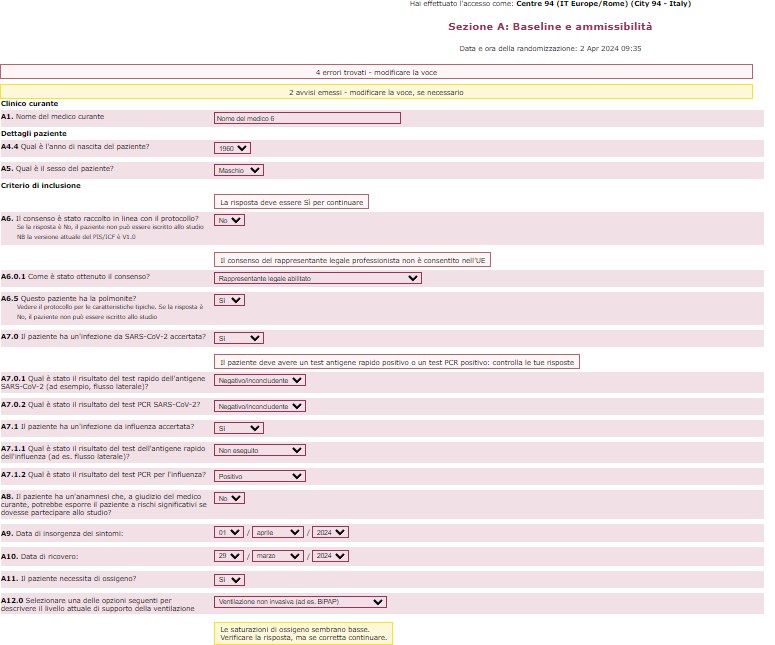 Hai effettuato l'accesso come: Centre 94 (IT Europe/Rome) (City 94 - Italy)
Sezione A: Baseline e ammissibilità
Data e ora della randomizzazione: 2 Apr 2024 09:35
4 errori trovati - modificare la voce
2 avvisi emessi - modificare la voce, se necessario
Clinico curante
A1. Nome del medico curante
Nome del medico 6
Dettagli paziente
A4.4 Qual è l'anno di nascita del paziente?
1960
A5. Qual è il sesso del paziente?
Maschio
Criterio di inclusione
La risposta deve essere Sì per continuare
A6. Il consenso è stato raccolto in linea con il protocollo?
No
Se la risposta è No, il paziente non può essere iscritto allo studio
NB la versione attuale del PIS/ICF è V1.0
Il consenso del rappresentante legale professionista non è consentito nell'UE
A6.0.1 Come è stato ottenuto il consenso?
Rappresentante legale abilitato
A6.5 Questo paziente ha la polmonite?
Sì
Vedere il protocollo per le caratteristiche tipiche. Se la risposta è
No, il paziente non può essere iscritto allo studio
A7.0 Il paziente ha un'infezione da SARS-CoV-2 accertata?
Sì
Il paziente deve avere un test antigene rapido positivo o un test PCR positivo: controlla le tue risposte
A7.0.1 Qual è stato il risultato del test rapido dell'antigene
SARS-CoV-2 (ad esempio, flusso laterale)?
Negativo/inconcludente
A7.0.2 Qual è stato il risultato del test PCR SARS-CoV-2?
Negativo/inconcludente
A7.1 Il paziente ha un'infezione da influenza accertata?
Sì
A7.1.1 Qual è stato il risultato del test dell'antigene rapido
dell'influenza (ad es. flusso laterale)?
Non eseguito
A7.1.2 Qual è stato il risultato del test PCR per l'influenza?
Positivo
A8. Il paziente ha un'anamnesi che, a giudizio del medico
curante, potrebbe esporre il paziente a rischi significativi se
dovesse partecipare allo studio?
No
A9. Data di insorgenza dei sintomi:
01 / aprile / 2024
A10. Data di ricovero:
29 / marzo / 2024
A11. Il paziente necessita di ossigeno?
Sì
A12.0 Selezionare una delle opzioni seguenti per
descrivere il livello attuale di supporto della ventilazione
Ventilazione non invasiva (ad es. BIPAP)
Le saturazioni di ossigeno sembrano basse.
Verificare la risposta, ma se corretta continuare.